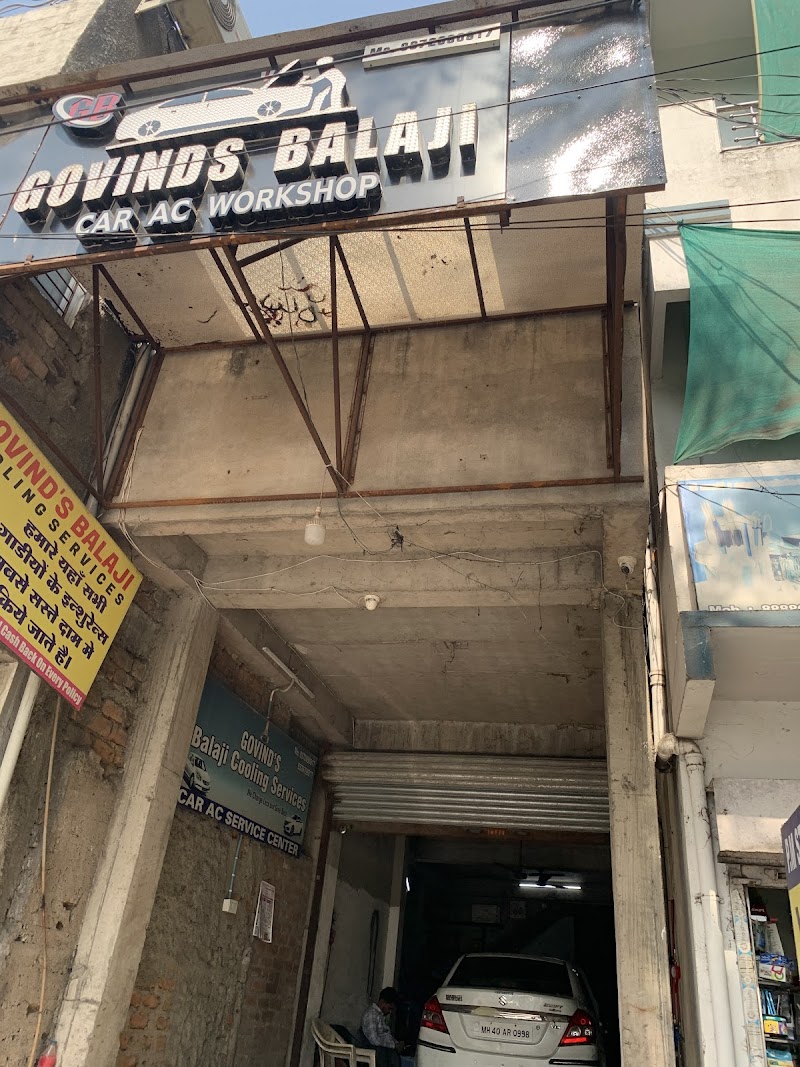 GB
GOVINDS BALAJI
CAR AC WORKSHOP
GOVIND'S BALAJI
LING SERVICES
हमारे यहाँ सभी
गाडीयों के इन्शुरेन्स
सबसे सस्ते दाम में
किये जाते है।
Cash Back On Every Policy
GOVIND'S
Balaji Cooling Services
CAR AC SERVICE CENTER
MH 40 AR 0998